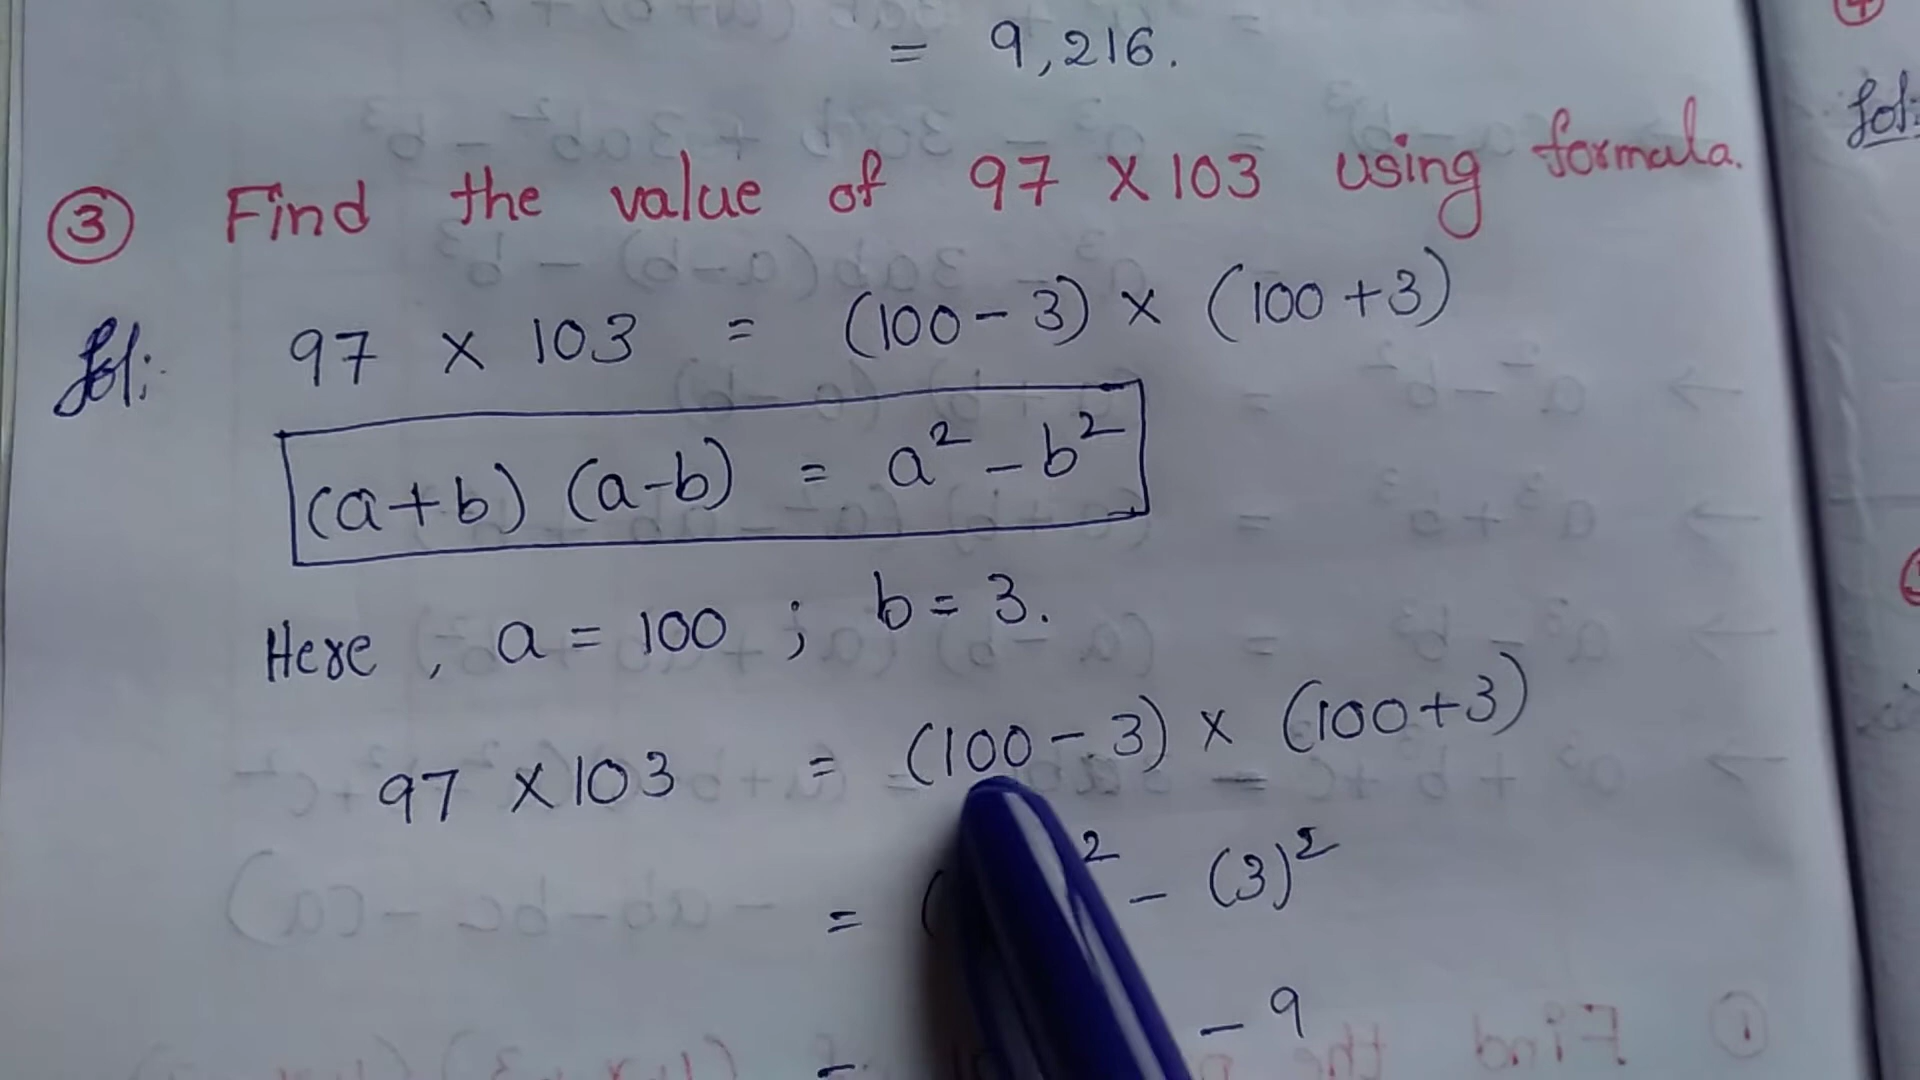 = 9,216.
③ Find the value of 97 X 103 using formula.
Sol:
97 × 103 = (100 - 3) × (100 + 3)
(a+b) (a-b) = a² - b²
Here, a = 100 ; b = 3.
97 × 103 = (100 - 3) × (100+3)
= ( ² - (3)²
- 9
Sol: